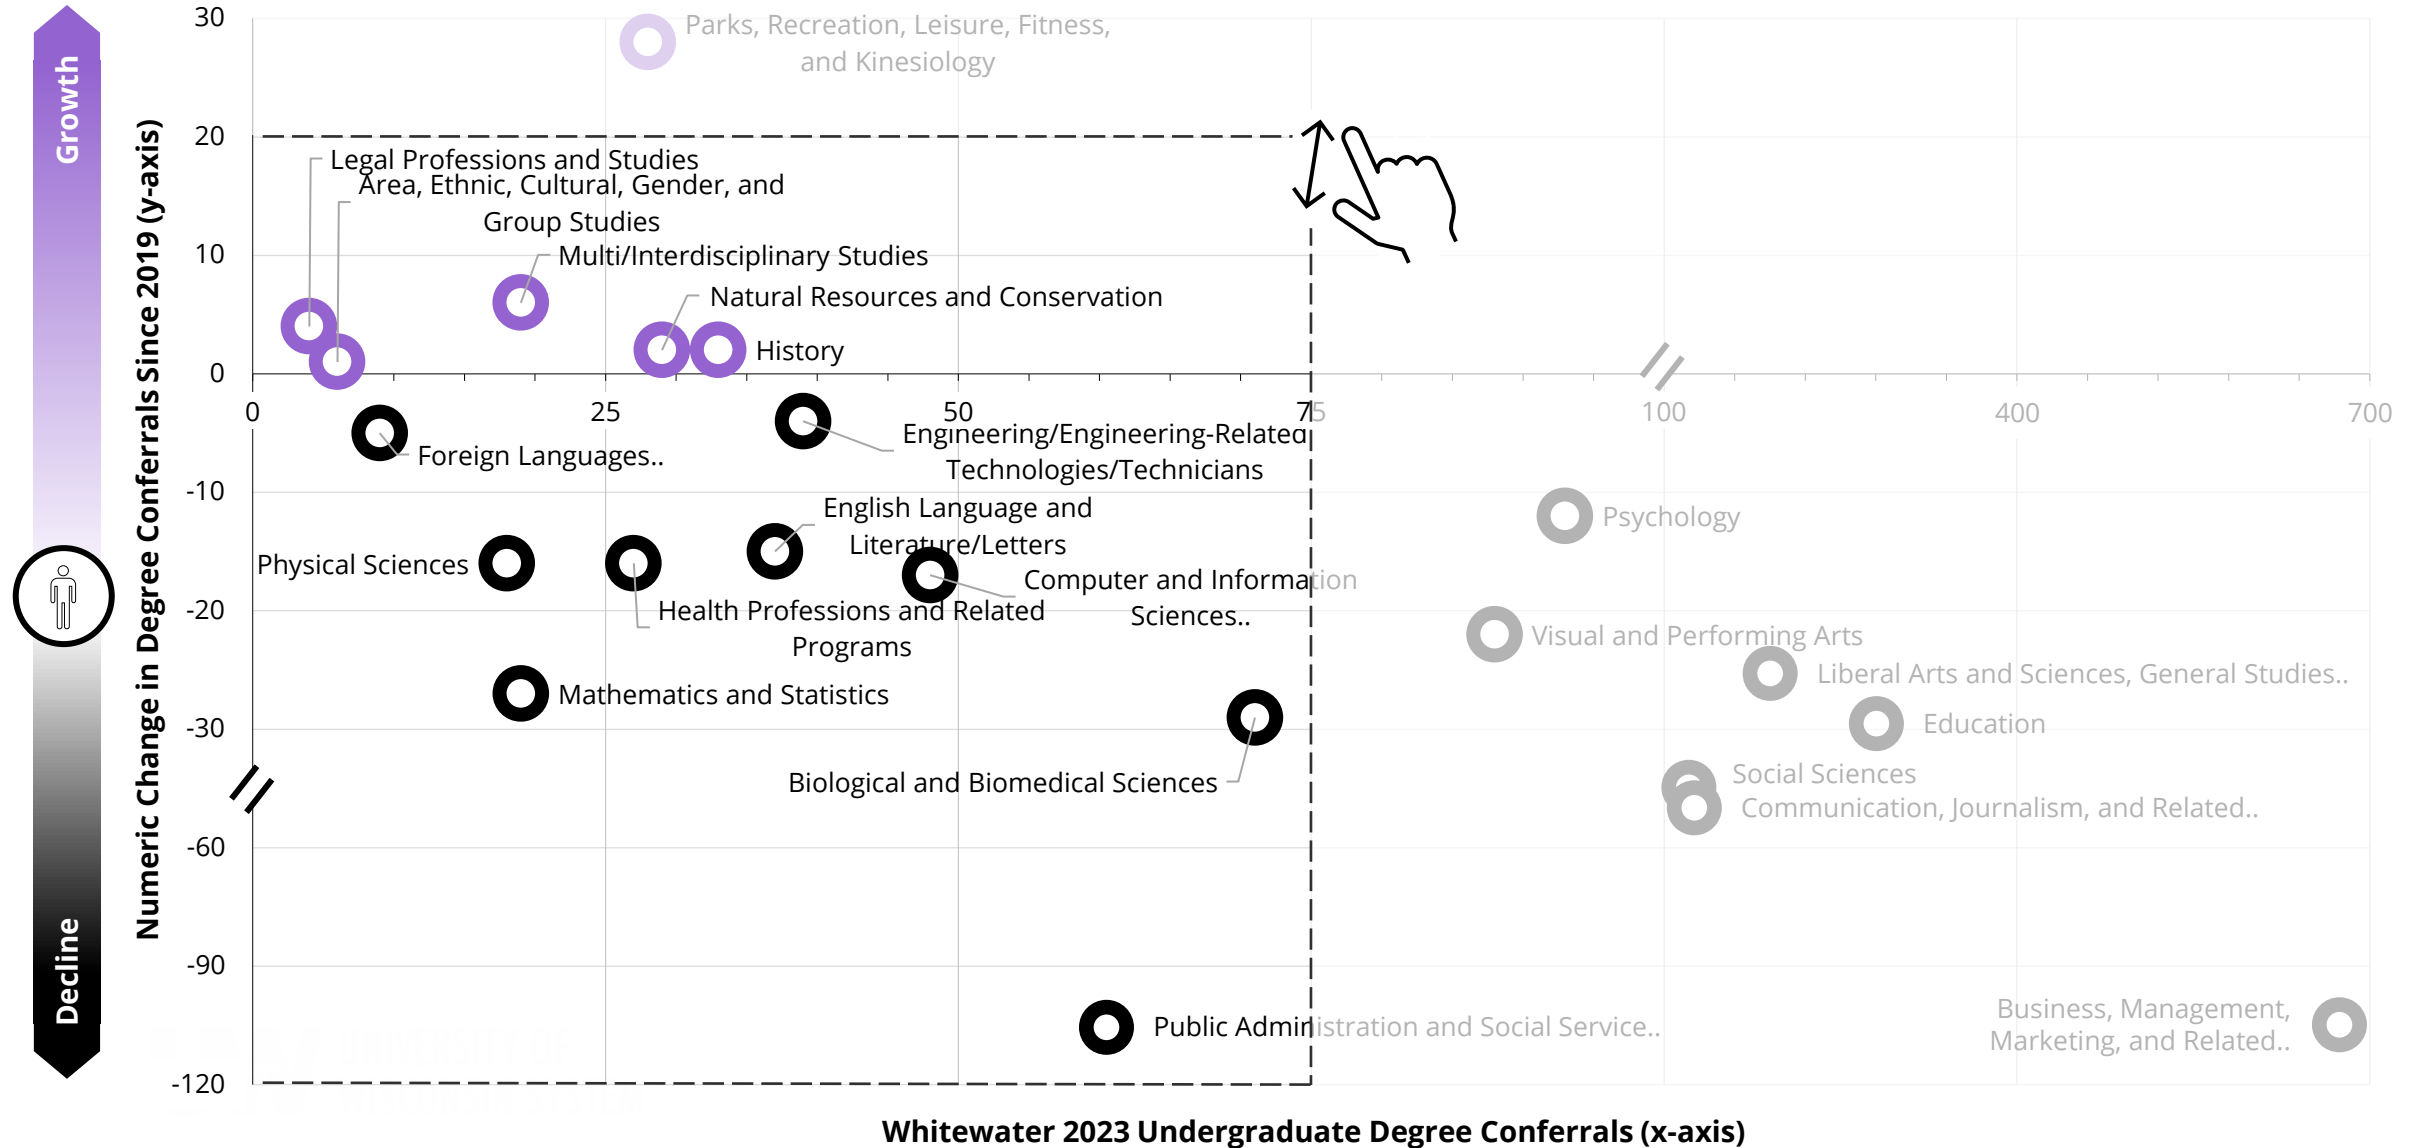 Growth
Decline
Numeric Change in Degree Conferrals Since 2019 (y-axis)
30
20
10
0
-10
-20
-30
-60
-90
-120
Parks, Recreation, Leisure, Fitness,
and Kinesiology
Legal Professions and Studies
Area, Ethnic, Cultural, Gender, and
Group Studies
Multi/Interdisciplinary Studies
Natural Resources and Conservation
History
0
25
50
75
100
400
700
Foreign Languages..
Engineering/Engineering-Related
Technologies/Technicians
English Language and
Literature/Letters
Psychology
Physical Sciences
Computer and Information
Sciences..
Health Professions and Related
Programs
Visual and Performing Arts
Liberal Arts and Sciences, General Studies..
Mathematics and Statistics
Education
Biological and Biomedical Sciences
Social Sciences
Communication, Journalism, and Related..
Public Administration and Social Service..
Business, Management,
Marketing, and Related..
Whitewater 2023 Undergraduate Degree Conferrals (x-axis)